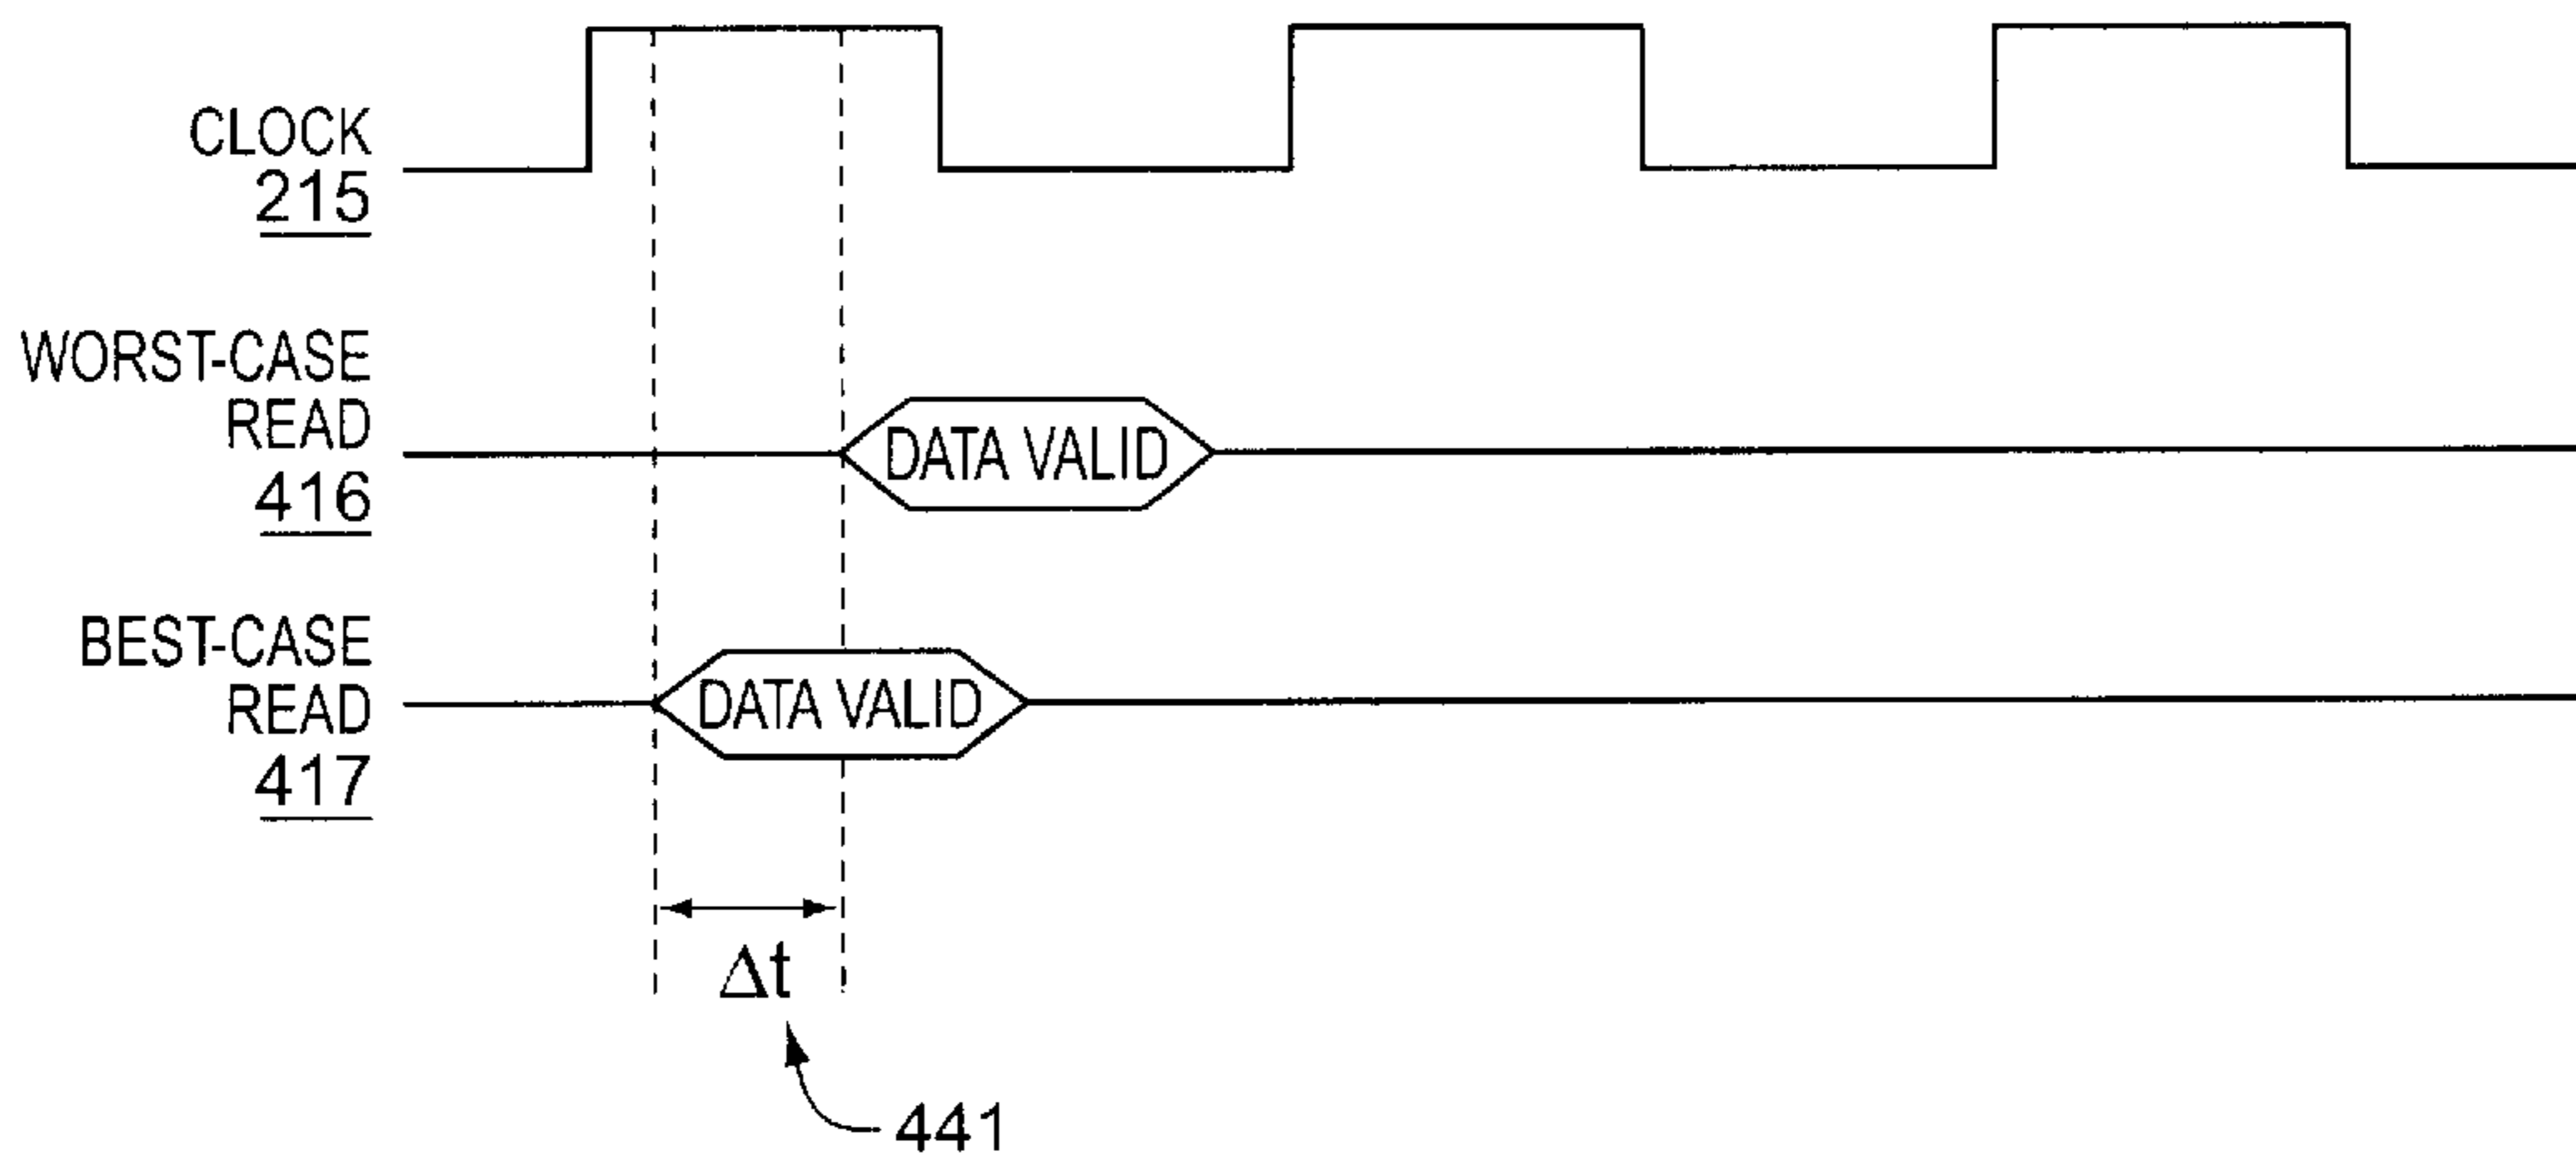 CLOCK
215
WORST-CASE
READ
416
DATA VALID
BEST-CASE
READ
417
DATA VALID
Δt
441